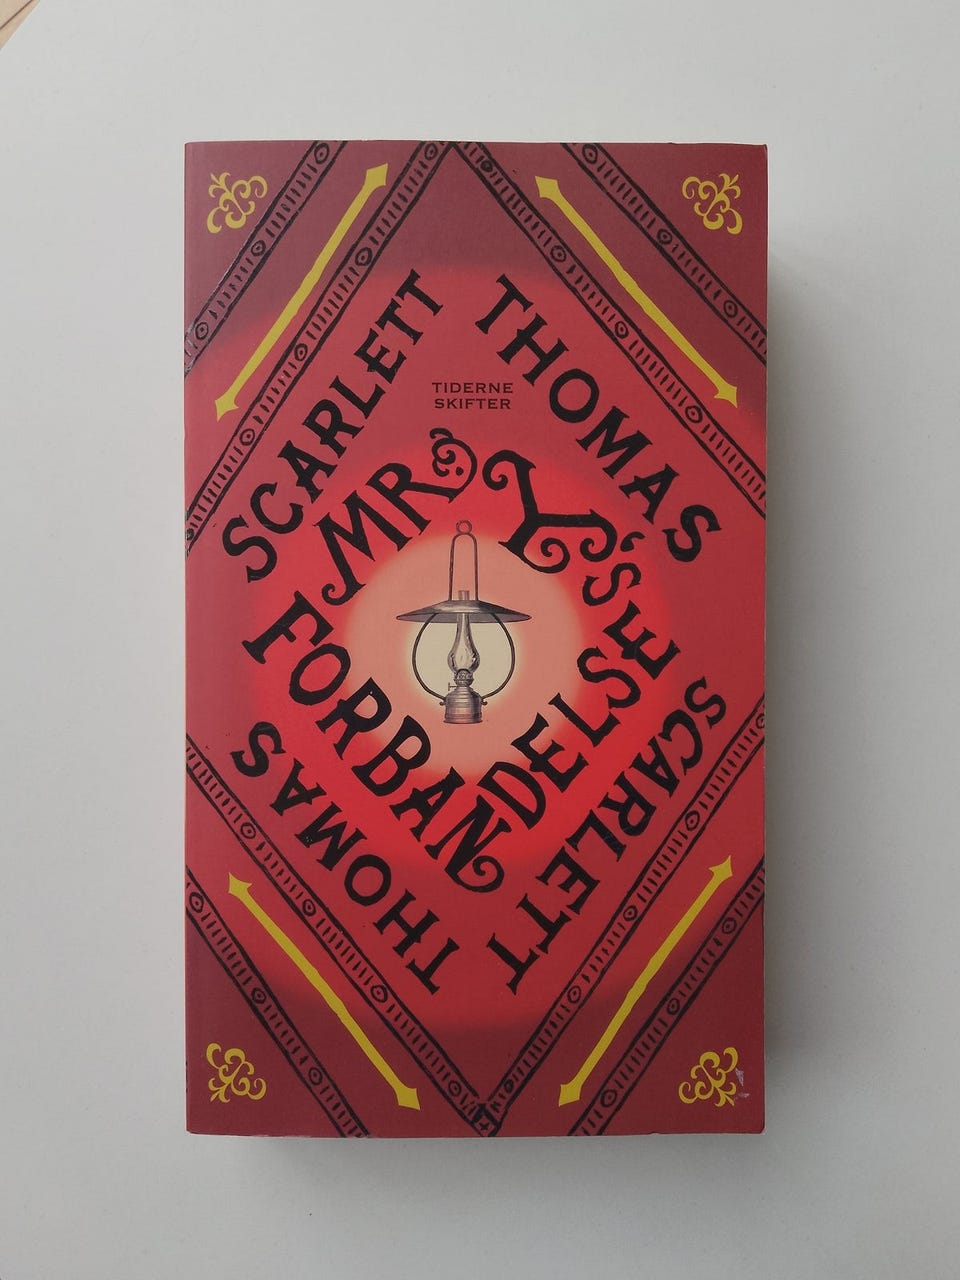 SCARLETT
THOMAS
TIDERNE
SKIFTER
MR. Y'S
FORBANDELSE
SCARLETT
THOMAS